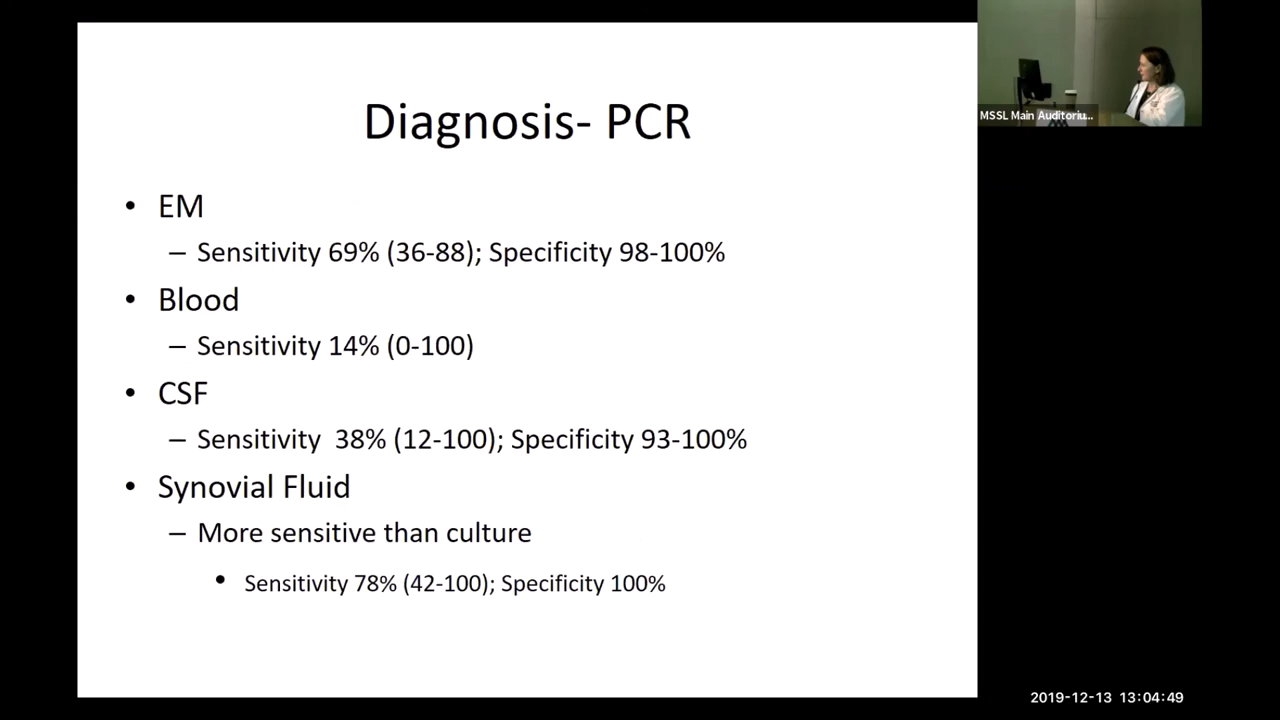 Diagnosis- PCR
• EM
– Sensitivity 69% (36-88); Specificity 98-100%
• Blood
– Sensitivity 14% (0-100)
• CSF
– Sensitivity  38% (12-100); Specificity 93-100%
• Synovial Fluid
– More sensitive than culture
• Sensitivity 78% (42-100); Specificity 100%
MSSL Main Auditoriu...
2019-12-13 13:04:49